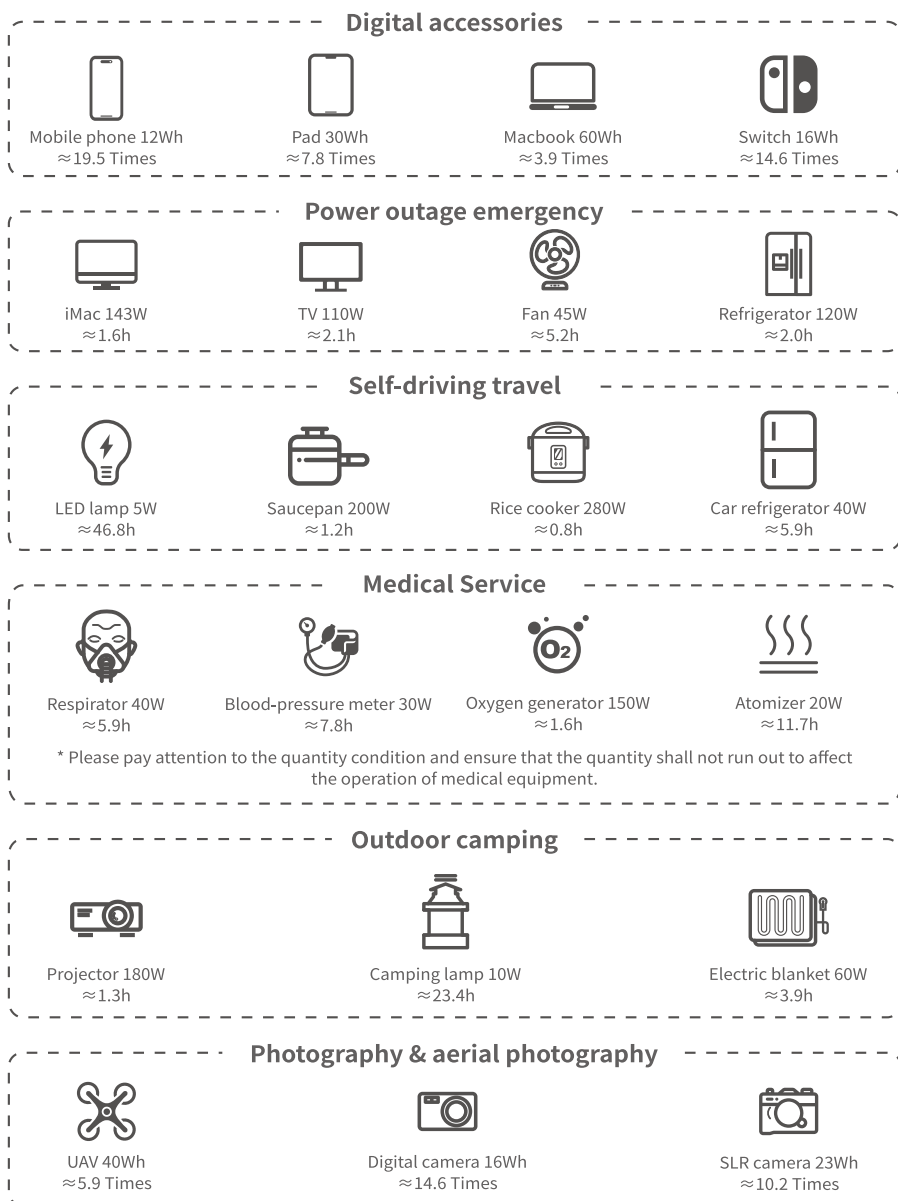 Digital accessories
Mobile phone 12Wh
≈19.5 Times
Pad 30Wh
≈7.8 Times
Macbook 60Wh
≈3.9 Times
Switch 16Wh
≈14.6 Times
Power outage emergency
iMac 143W
≈1.6h
TV 110W
≈2.1h
Fan 45W
≈5.2h
Refrigerator 120W
≈2.0h
Self-driving travel
LED lamp 5W
≈46.8h
Saucepan 200W
≈1.2h
Rice cooker 280W
≈0.8h
Car refrigerator 40W
≈5.9h
Medical Service
Respirator 40W
≈5.9h
Blood-pressure meter 30W
≈7.8h
O2
Oxygen generator 150W
≈1.6h
Atomizer 20W
≈11.7h
* Please pay attention to the quantity condition and ensure that the quantity shall not run out to affect
the operation of medical equipment.
Outdoor camping
Projector 180W
≈1.3h
Camping lamp 10W
≈23.4h
Electric blanket 60W
≈3.9h
Photography & aerial photography
UAV 40Wh
≈5.9 Times
Digital camera 16Wh
≈14.6 Times
SLR camera 23Wh
≈10.2 Times